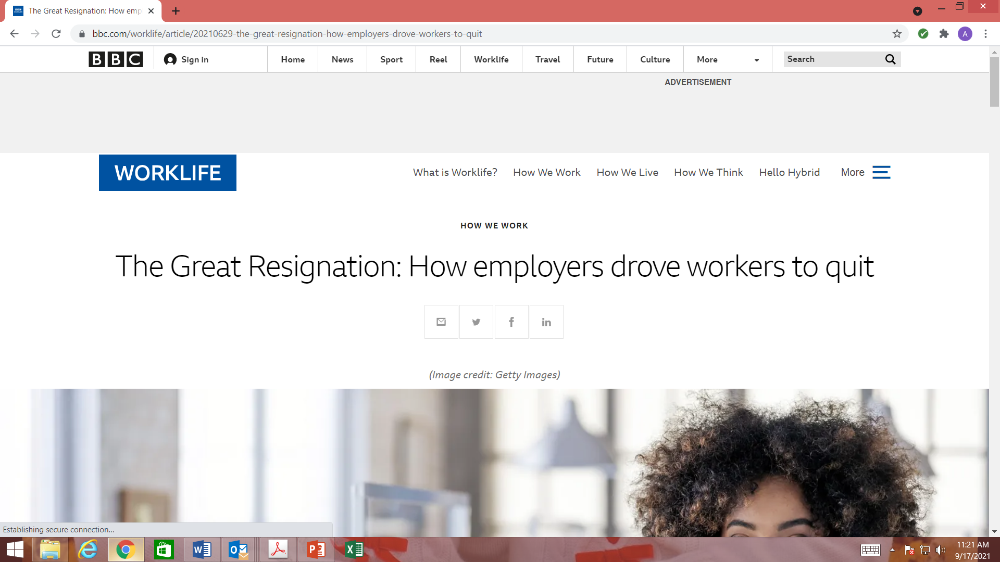 The Great Resignation: How emp
bbc.com/worklife/article/20210629-the-great-resignation-how-employers-drove-workers-to-quit
A
BBC Sign in Home News Sport Reel Worklife Travel Future Culture More Search
ADVERTISEMENT
WORKLIFE What is Worklife? How We Work How We Live How We Think Hello Hybrid More
HOW WE WORK
The Great Resignation: How employers drove workers to quit
(Image credit: Getty Images)
Establishing secure connection...
11:21 AM
9/17/2021